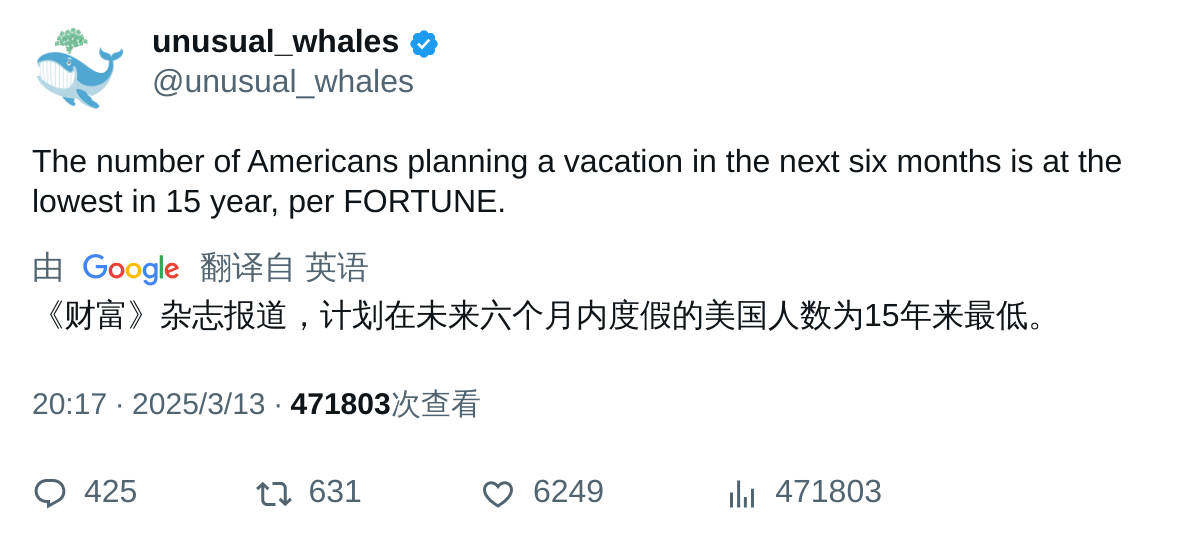 unusual_whales
@unusual_whales
The number of Americans planning a vacation in the next six months is at the
lowest in 15 year, per FORTUNE.
由 Google 翻译自 英语
《财富》杂志报道，计划在未来六个月内度假的美国人数为15年来最低。
20:17 · 2025/3/13 · 471803次查看
425 631 6249 471803